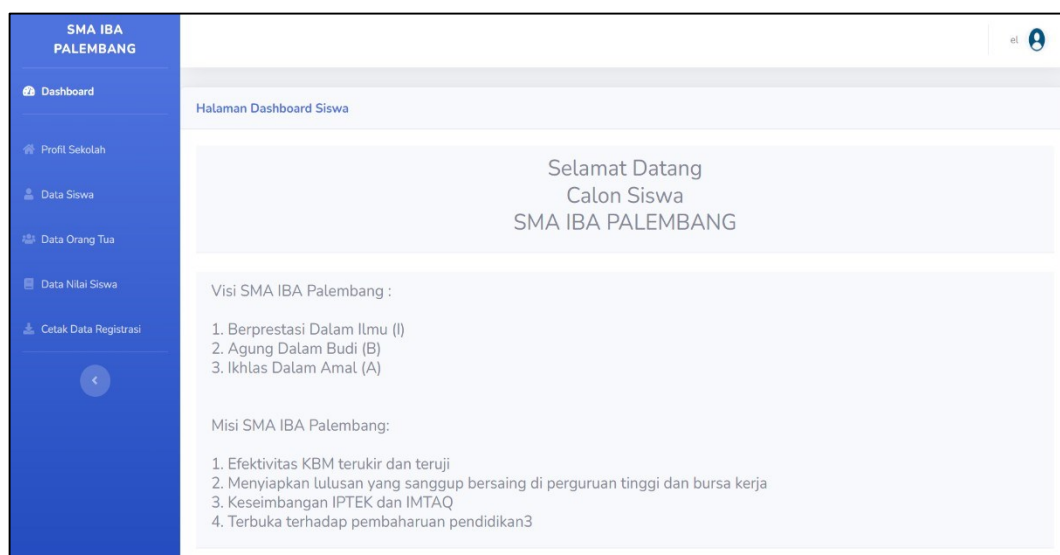 SMA IBA
PALEMBANG
el
Dashboard
Halaman Dashboard Siswa
Profil Sekolah
Data Siswa
Data Orang Tua
Data Nilai Siswa
Cetak Data Registrasi
Selamat Datang
Calon Siswa
SMA IBA PALEMBANG
Visi SMA IBA Palembang :
1. Berprestasi Dalam Ilmu (I)
2. Agung Dalam Budi (B)
3. Ikhlas Dalam Amal (A)
Misi SMA IBA Palembang:
1. Efektivitas KBM terukir dan teruji
2. Menyiapkan lulusan yang sanggup bersaing di perguruan tinggi dan bursa kerja
3. Keseimbangan IPTEK dan IMTAQ
4. Terbuka terhadap pembaharuan pendidikan3